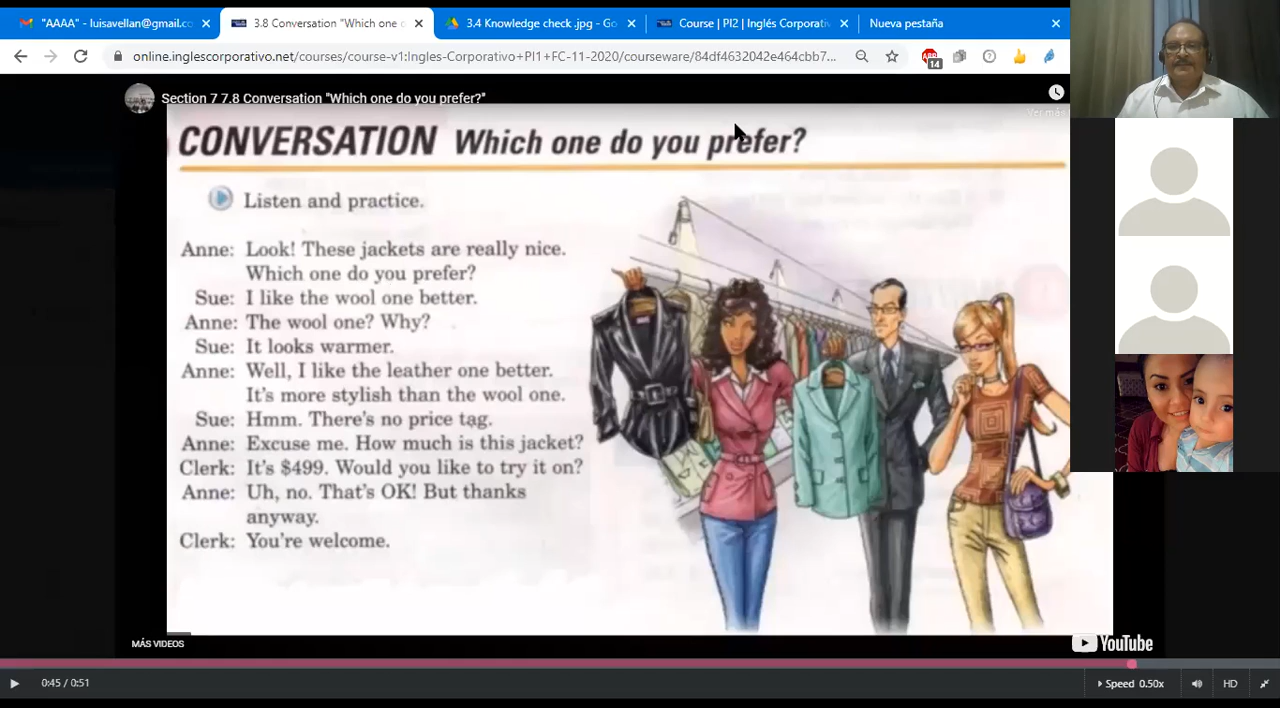 "AAAA" - luisavellan@gmail.co
3.8 Conversation "Which one o
3.4 Knowledge check .jpg - Go
Course | PI2 | Inglés Corporativ
Nueva pestaña
online.inglescorporativo.net/courses/course-v1:Ingles-Corporativo+PI1+FC-11-2020/courseware/84df4632042e464cbb7...
14
Section 7 7.8 Conversation "Which one do you prefer?"
Ver más
CONVERSATION Which one do you prefer?
Listen and practice.
Anne: Look! These jackets are really nice.
Which one do you prefer?
Sue: I like the wool one better.
Anne: The wool one? Why?
Sue: It looks warmer.
Anne: Well, I like the leather one better.
It's more stylish than the wool one.
Sue: Hmm. There's no price tag.
Anne: Excuse me. How much is this jacket?
Clerk: It's $499. Would you like to try it on?
Anne: Uh, no. That's OK! But thanks
anyway.
Clerk: You're welcome.
MÁS VIDEOS
YouTube
0:45 / 0:51
Speed 0.50x
HD